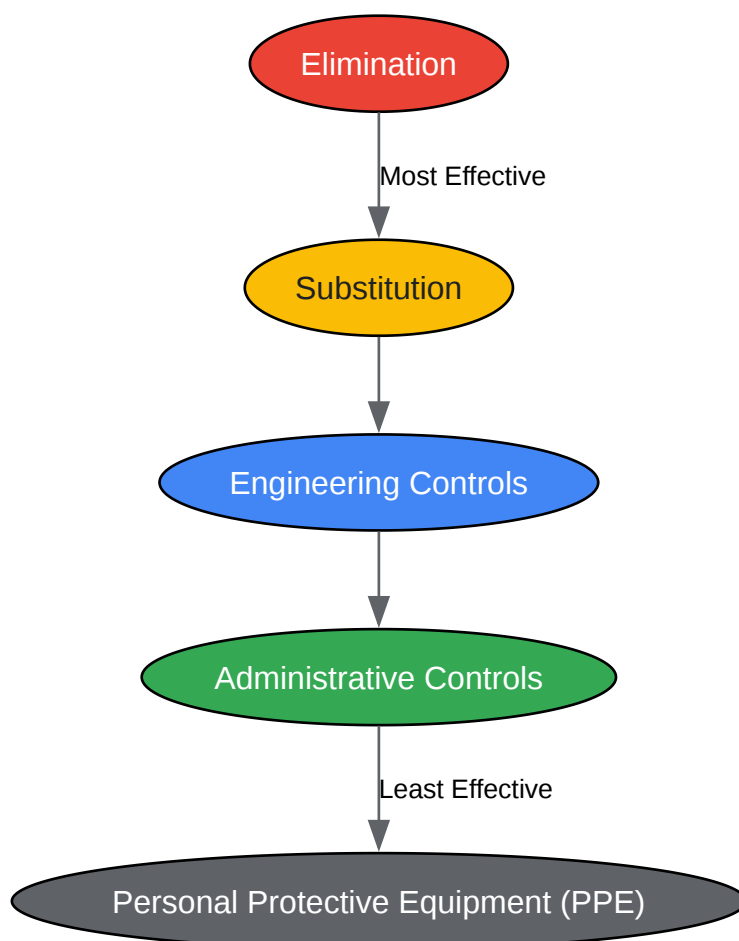 Elimination
Most Effective
Substitution
Engineering Controls
Administrative Controls
Least Effective
Personal Protective Equipment (PPE)